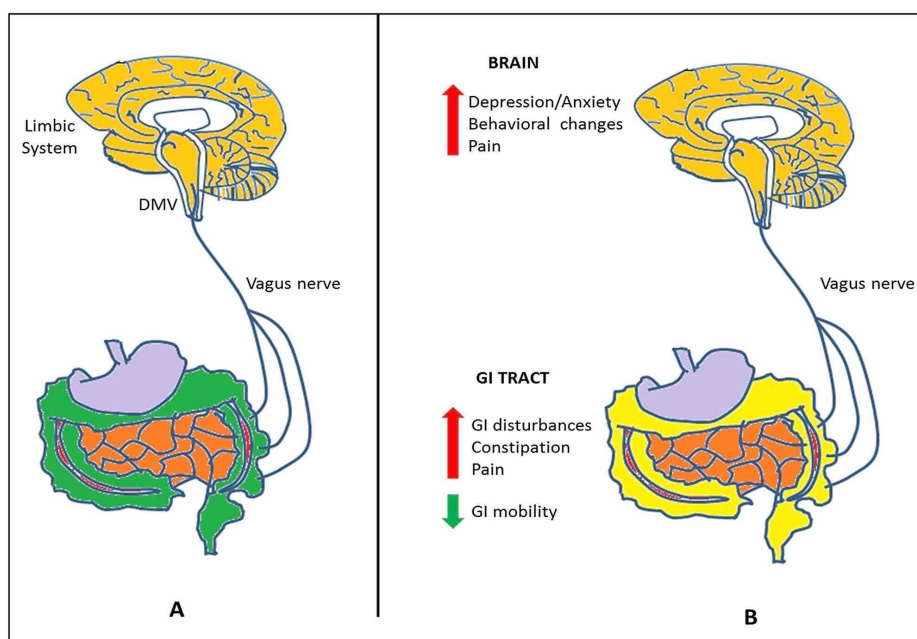 Limbic
System
DMV
Vagus nerve
A
BRAIN
Depression/Anxiety
Behavioral changes
Pain
Vagus nerve
GI TRACT
GI disturbances
Constipation
Pain
GI mobility
B